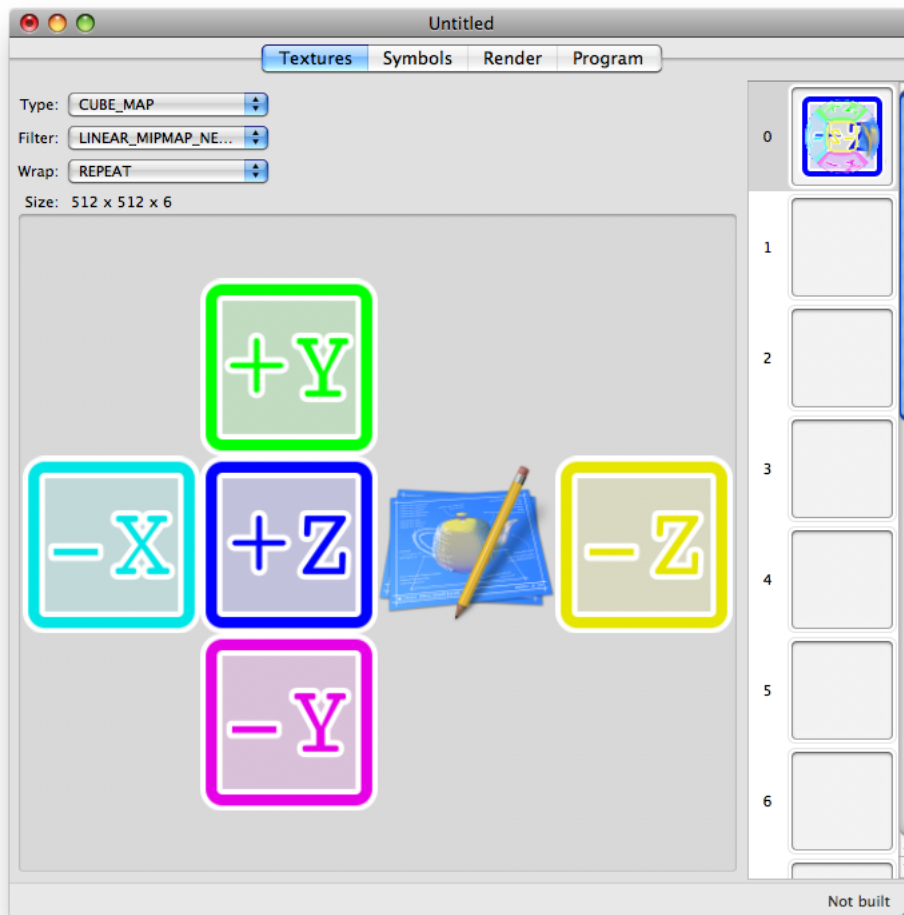 Untitled
Textures Symbols Render Program
Type: CUBE_MAP
Filter: LINEAR_MIPMAP_NE...
Wrap: REPEAT
Size: 512 x 512 x 6
0
1
2
3
4
5
6
+Y
-X +Z -Z
-Y
Not built